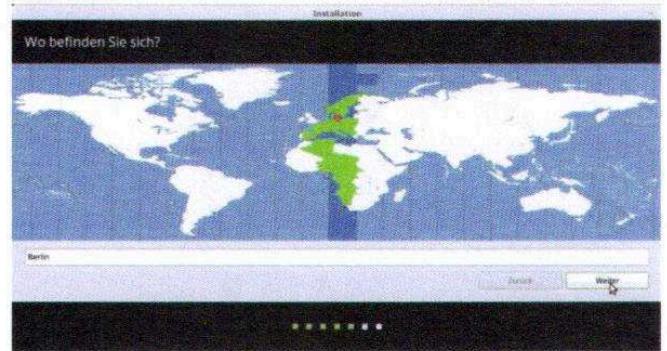 Installation
Wo befinden Sie sich?
Berlin
Zurück
Weiter